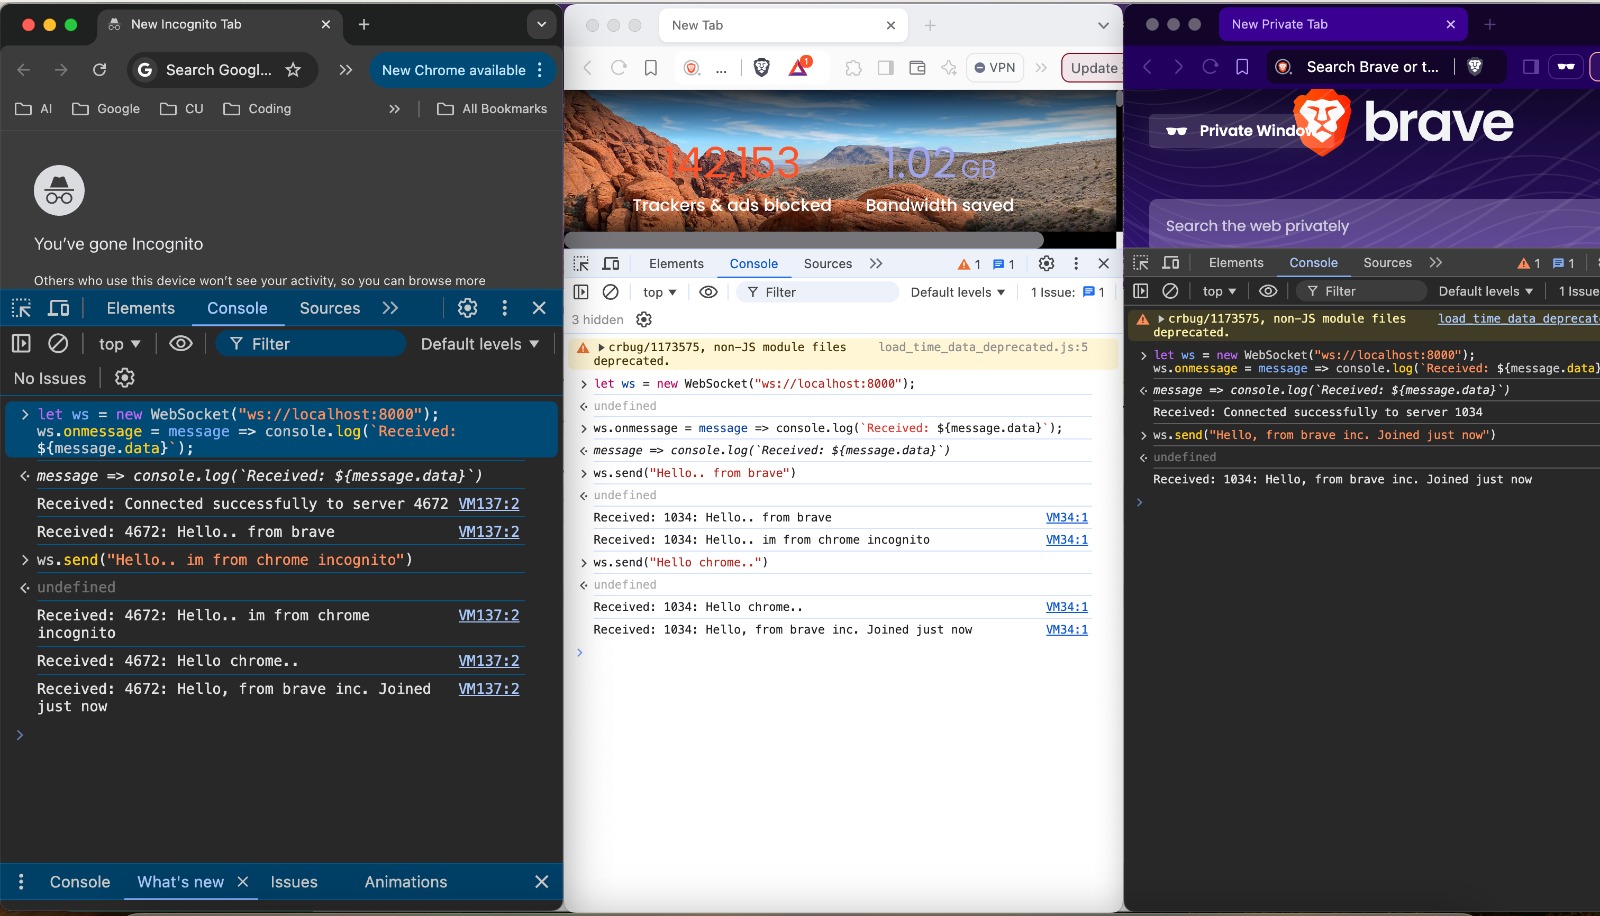 New Incognito Tab
Search Googl...
New Chrome available
AI
Google
CU
Coding
All Bookmarks
You've gone Incognito
Others who use this device won't see your activity, so you can browse more
Elements
Console
Sources
top
Filter
Default levels
No Issues
let ws = new WebSocket("ws://localhost:8000");
ws.onmessage = message => console.log(`Received:
${message.data}`);
message => console.log(`Received: ${message.data}`)
Received: Connected successfully to server 4672 VM137:2
Received: 4672: Hello.. from brave VM137:2
ws.send("Hello.. im from chrome incognito")
undefined
Received: 4672: Hello.. im from chrome VM137:2
incognito
Received: 4672: Hello chrome.. VM137:2
Received: 4672: Hello, from brave inc. Joined VM137:2
just now
Console
What's new
Issues
Animations
New Tab
...
1
VPN
Update
142,153
Trackers & ads blocked
1.02 GB
Bandwidth saved
Elements
Console
Sources
1
1
top
Filter
Default levels
1 Issue: 1
3 hidden
crbug/1173575, non-JS module files load_time_data_deprecated.js:5
deprecated.
let ws = new WebSocket("ws://localhost:8000");
undefined
ws.onmessage = message => console.log(`Received: ${message.data}`);
message => console.log(`Received: ${message.data}`)
ws.send("Hello.. from brave")
undefined
Received: 1034: Hello.. from brave VM34:1
Received: 1034: Hello.. im from chrome incognito VM34:1
ws.send("Hello chrome..")
undefined
Received: 1034: Hello chrome.. VM34:1
Received: 1034: Hello, from brave inc. Joined just now VM34:1
New Private Tab
Search Brave or t...
Private Window
brave
Search the web privately
Elements
Console
Sources
1
1
top
Filter
Default levels
1 Issue
crbug/1173575, non-JS module files load_time_data_deprecat
deprecated.
let ws = new WebSocket("ws://localhost:8000");
ws.onmessage = message => console.log(`Received: ${message.data}
message => console.log(`Received: ${message.data}`)
Received: Connected successfully to server 1034
ws.send("Hello, from brave inc. Joined just now")
undefined
Received: 1034: Hello, from brave inc. Joined just now